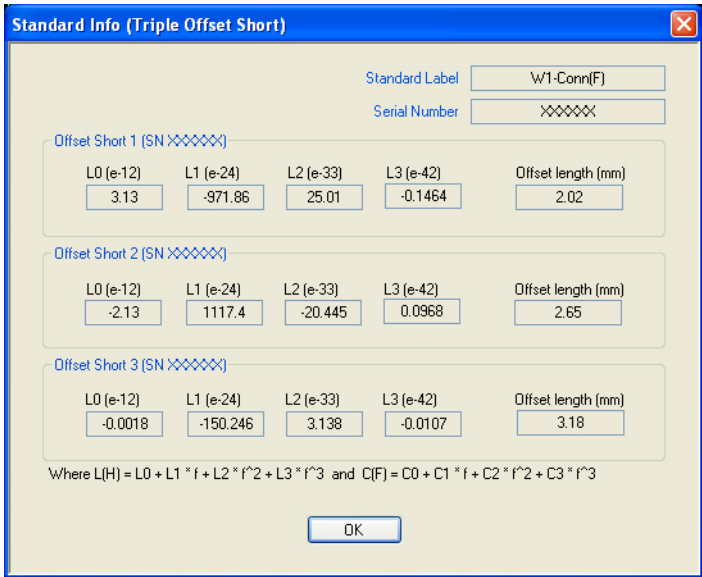 Standard Info (Triple Offset Short)
Standard Label W1-Conn(F)
Serial Number XXXXXX
Offset Short 1 (SN XXXXXX)
L0 (e-12) L1 (e-24) L2 (e-33) L3 (e-42) Offset length (mm)
3.13 -971.86 25.01 -0.1464 2.02
Offset Short 2 (SN XXXXXX)
L0 (e-12) L1 (e-24) L2 (e-33) L3 (e-42) Offset length (mm)
-2.13 1117.4 -20.445 0.0968 2.65
Offset Short 3 (SN XXXXXX)
L0 (e-12) L1 (e-24) L2 (e-33) L3 (e-42) Offset length (mm)
-0.0018 -150.246 3.138 -0.0107 3.18
Where L(H) = L0 + L1 * f + L2 * f^2 + L3 * f^3 and C(F) = C0 + C1 * f + C2 * f^2 + C3 * f^3
OK